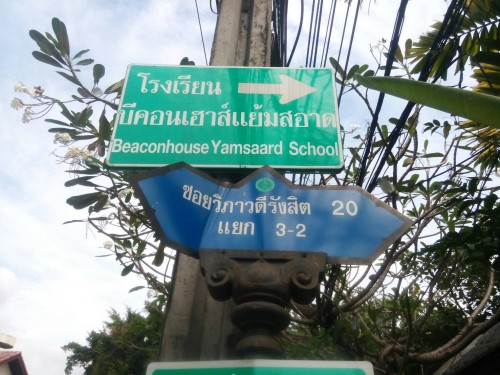 โรงเรียน
บีคอนเฮาส์แย้มสอาด
Beaconhouse Yamsaard School
ซอยวิภาวดีรังสิต 20
แยก 3-2